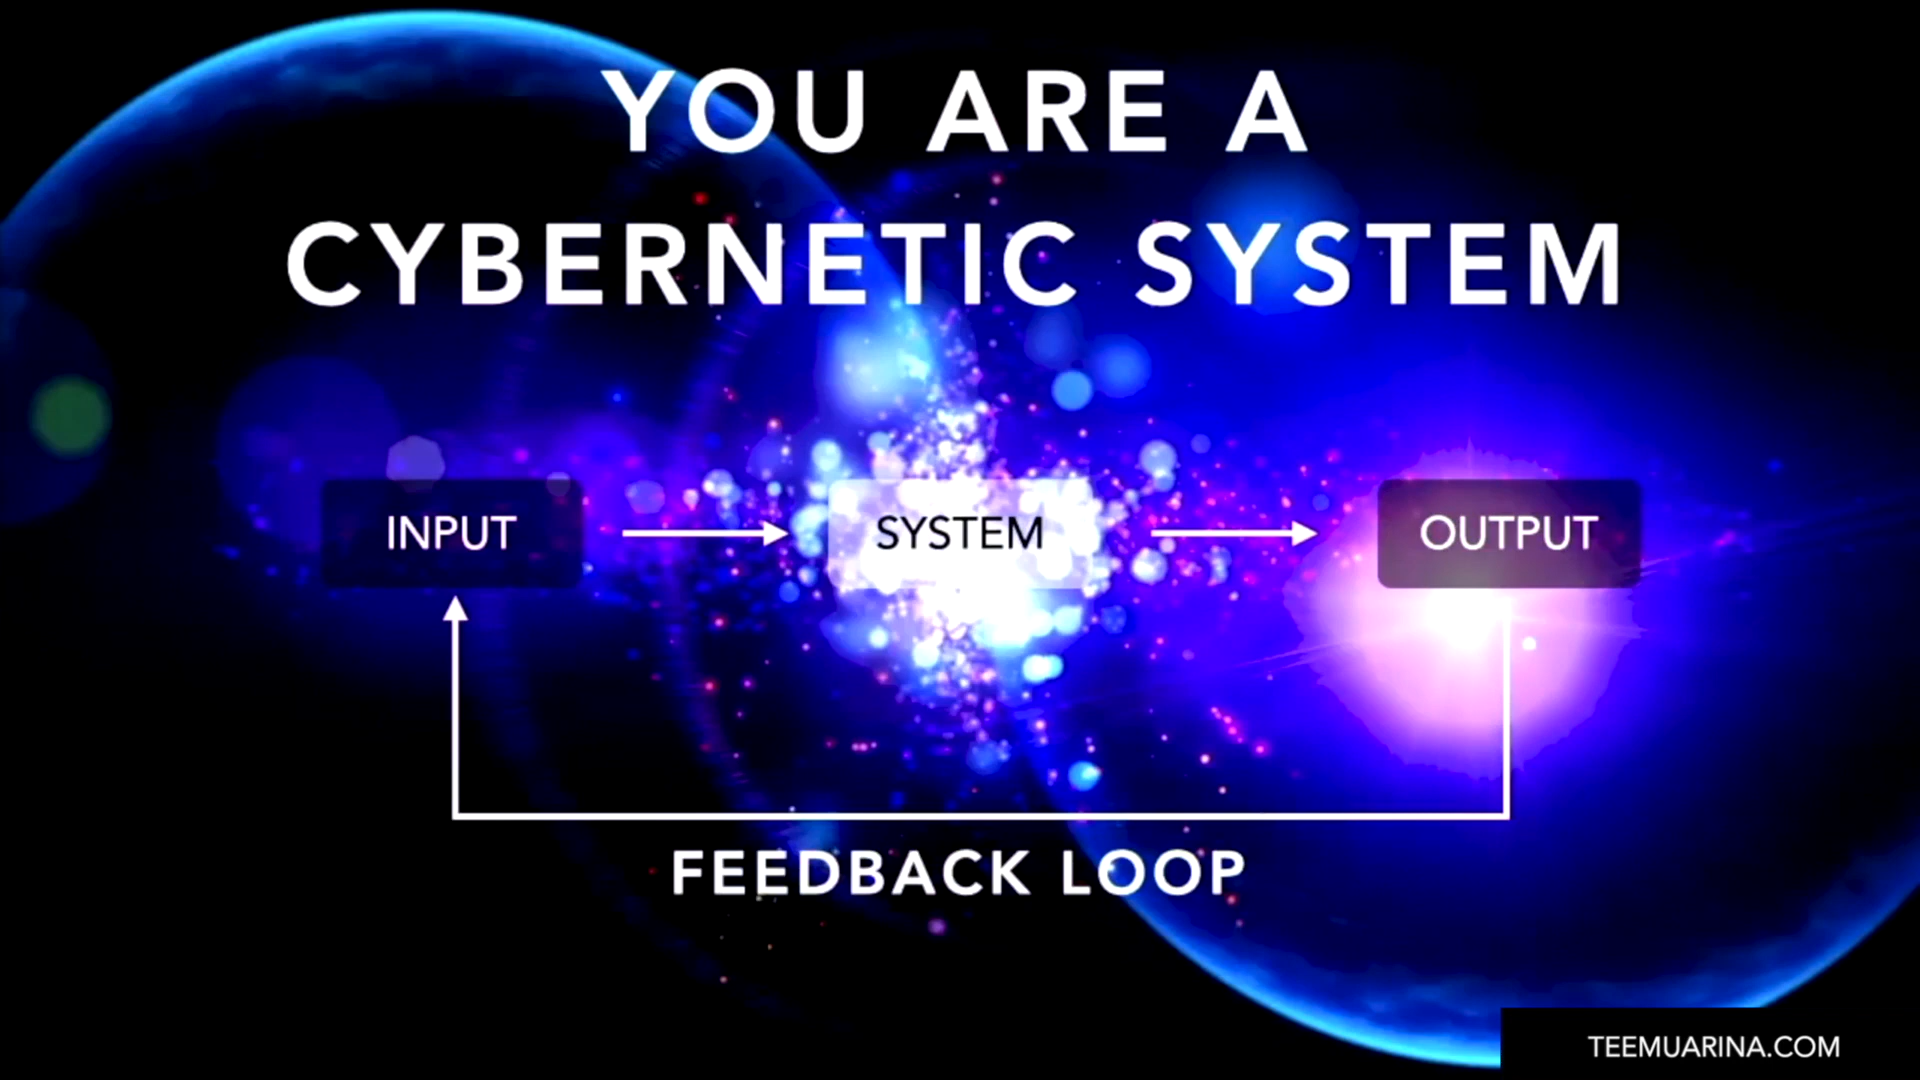 YOU ARE A
CYBERNETIC SYSTEM
INPUT
SYSTEM
OUTPUT
FEEDBACK LOOP
TEEMUARINA.COM